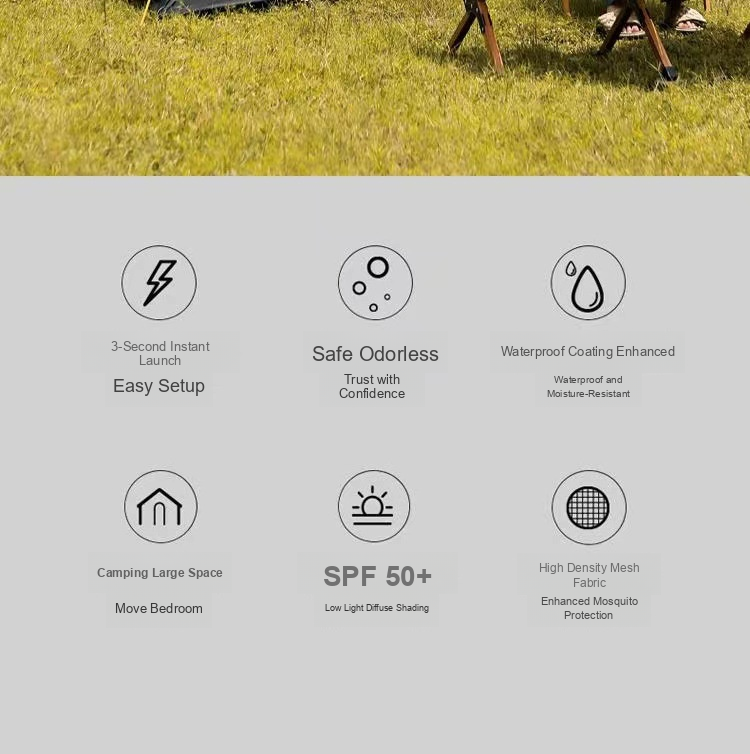 3-Second Instant
Launch
Easy Setup
Safe Odorless
Trust with
Confidence
Waterproof Coating Enhanced
Waterproof and
Moisture-Resistant
Camping Large Space
Move Bedroom
SPF 50+
Low Light Diffuse Shading
High Density Mesh
Fabric
Enhanced Mosquito
Protection